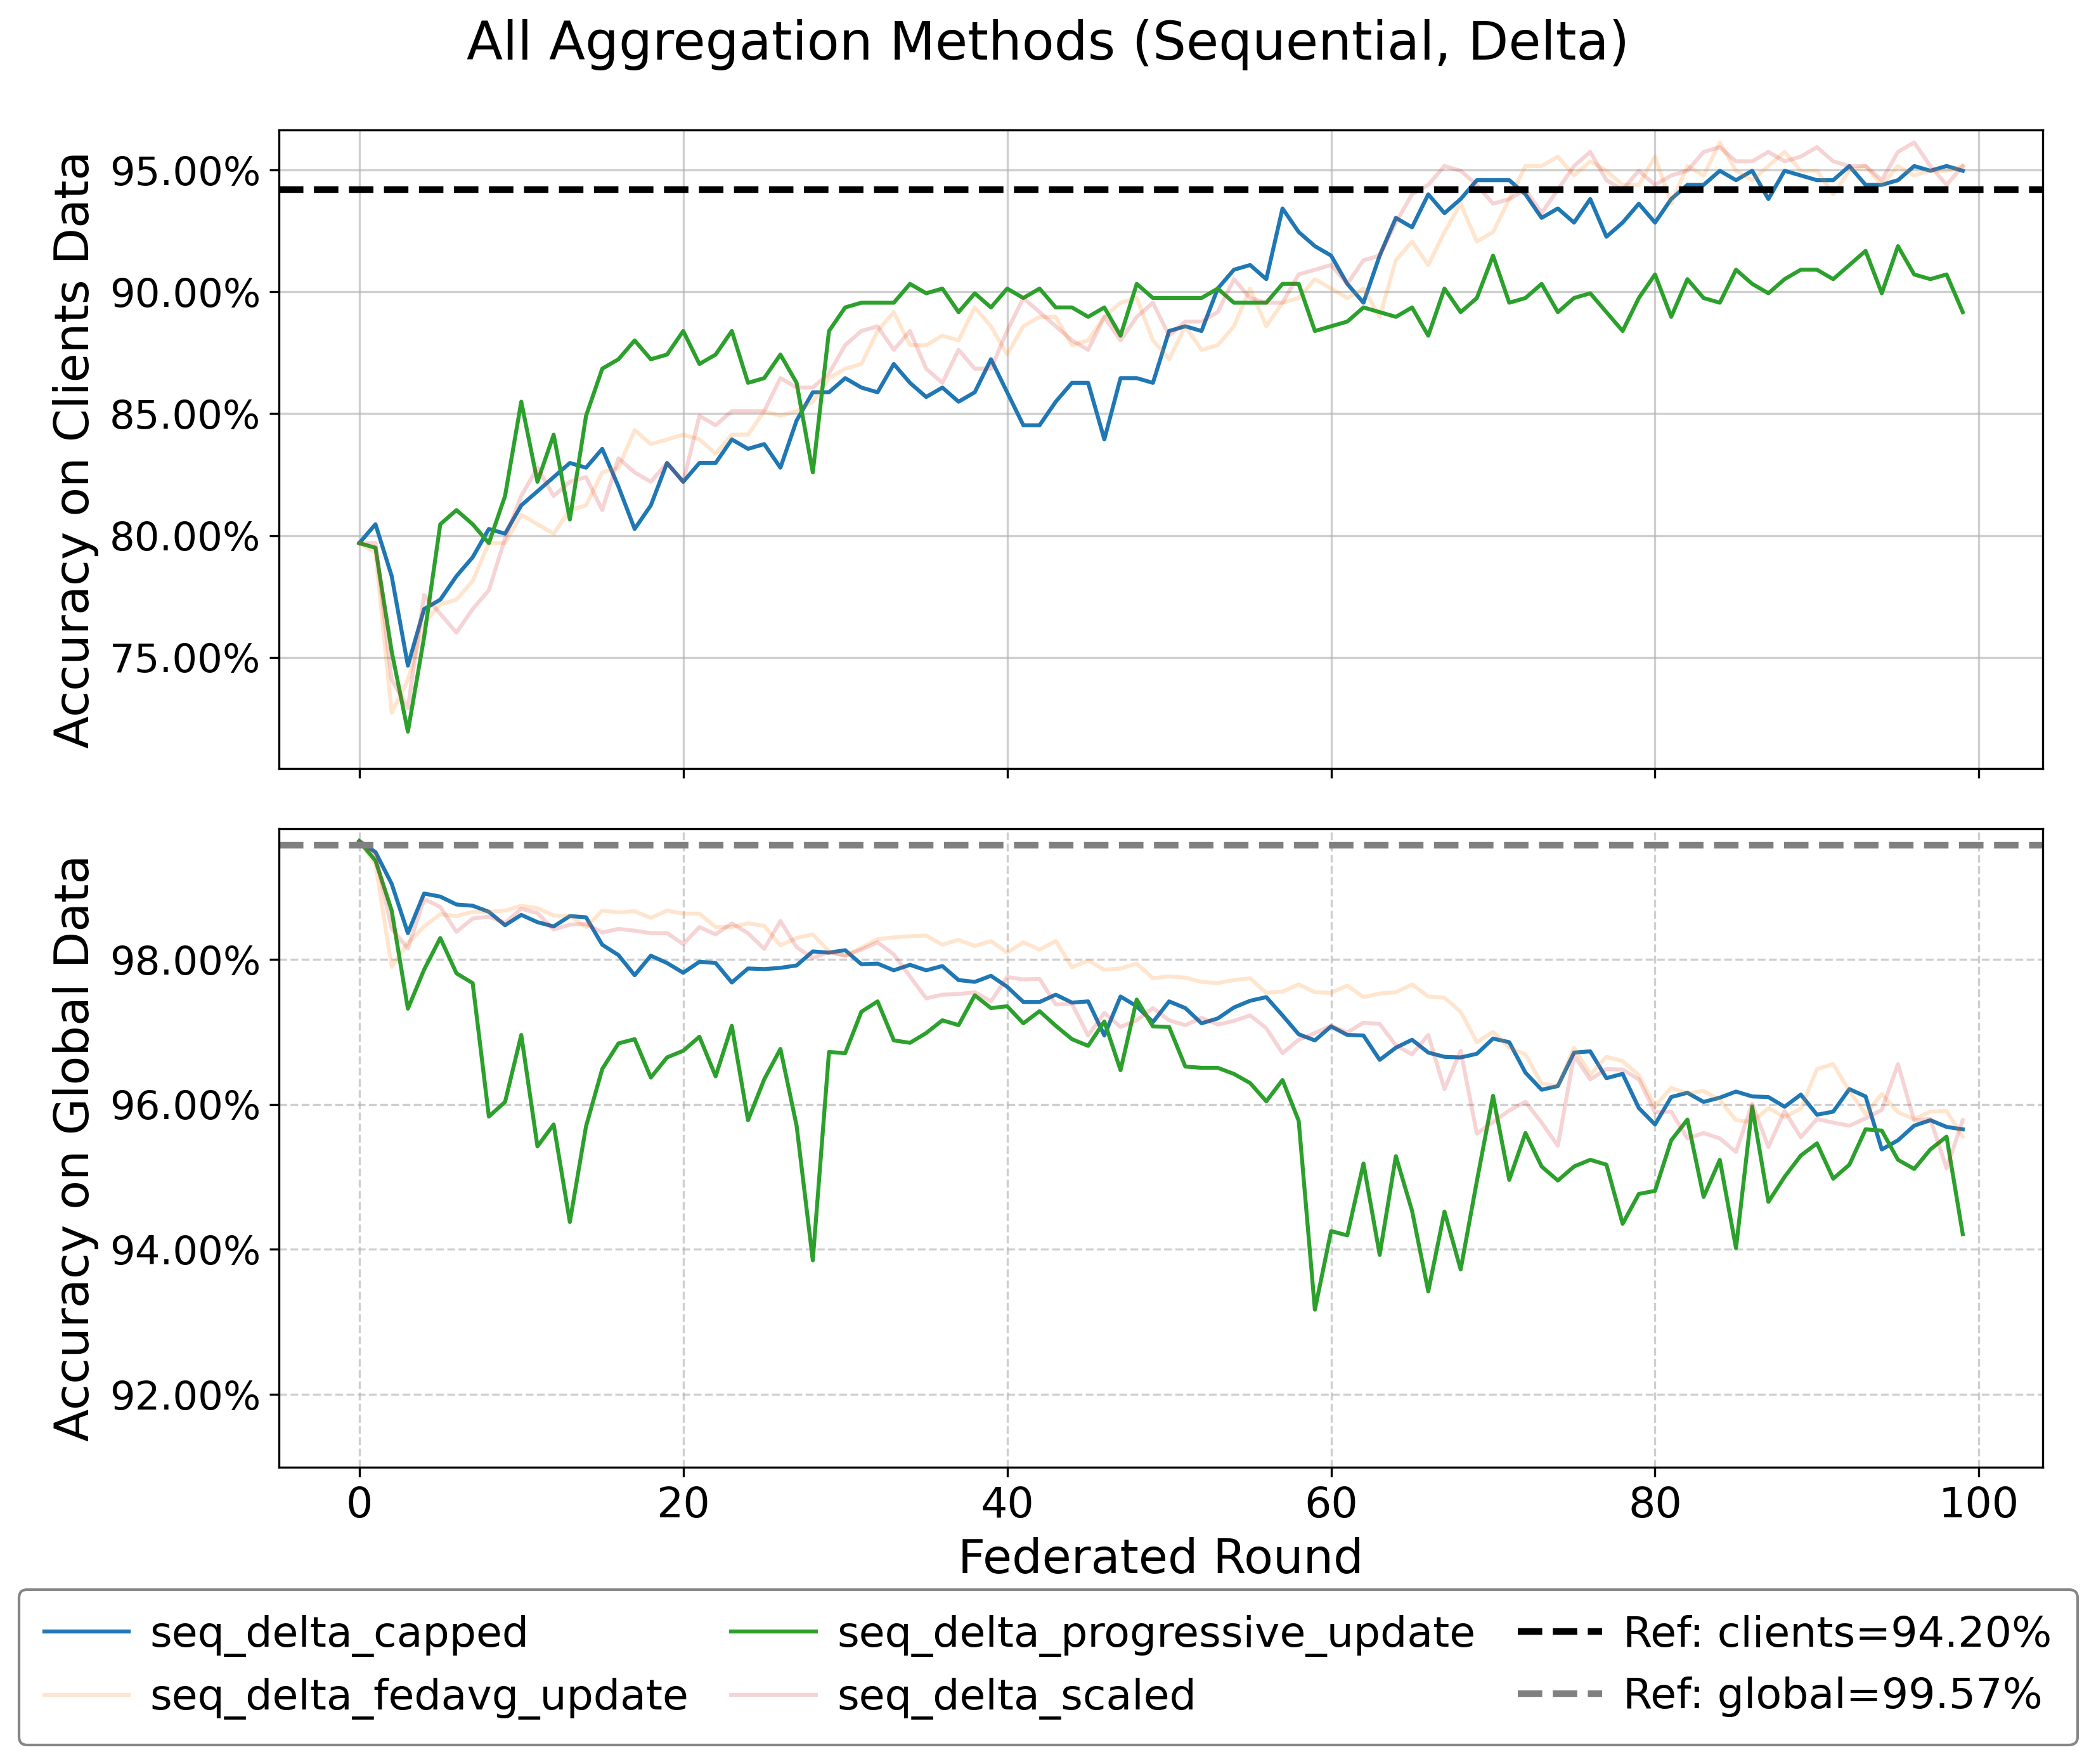 All Aggregation Methods (Sequential, Delta)
Accuracy on Clients Data
95.00%
90.00%
85.00%
80.00%
75.00%
Accuracy on Global Data
98.00%
96.00%
94.00%
92.00%
0 20 40 60 80 100
Federated Round
seq_delta_capped
seq_delta_fedavg_update
seq_delta_progressive_update
seq_delta_scaled
Ref: clients=94.20%
Ref: global=99.57%